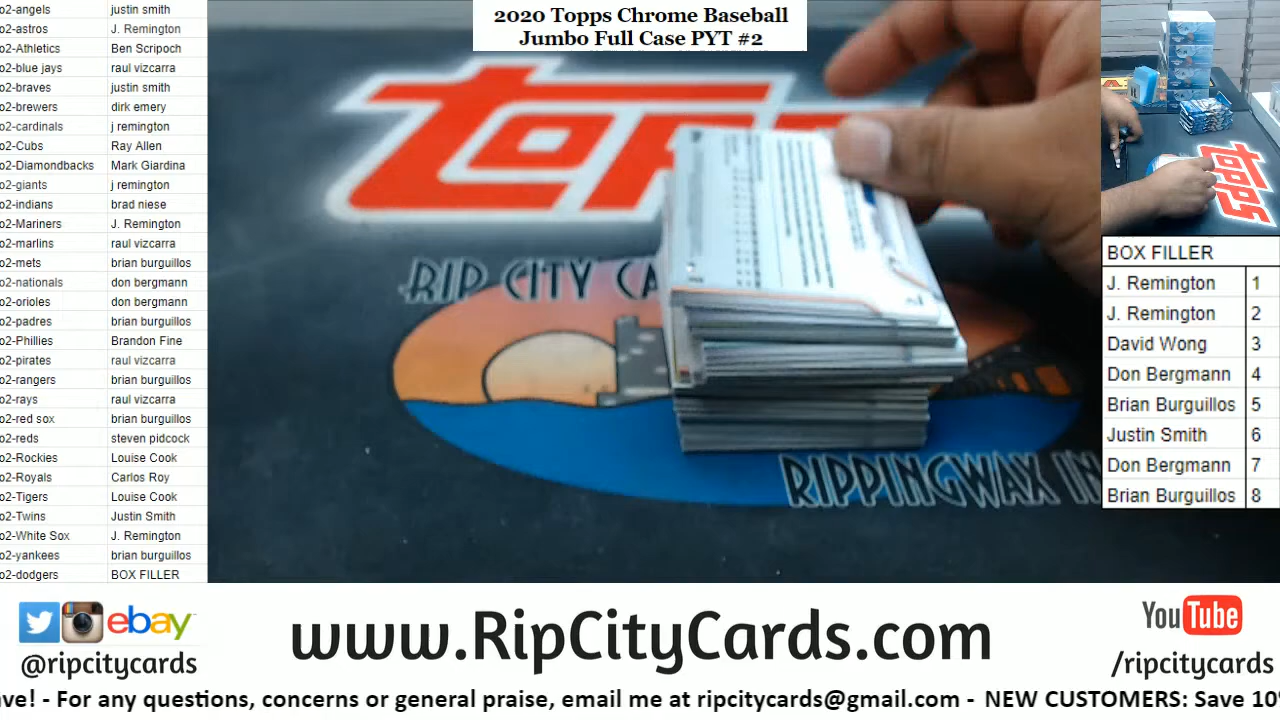 2020 Topps Chrome Baseball
Jumbo Full Case PYT #2
o2-angels justin smith
o2-astros J. Remington
o2-Athletics Ben Scripoch
o2-blue jays raul vizcarra
o2-braves justin smith
o2-brewers dirk emery
o2-cardinals j remington
o2-Cubs Ray Allen
o2-Diamondbacks Mark Giardina
o2-giants j remington
o2-indians brad niese
o2-Mariners J. Remington
o2-marlins raul vizcarra
o2-mets brian burguillos
o2-nationals don bergmann
o2-orioles don bergmann
o2-padres brian burguillos
o2-Phillies Brandon Fine
o2-pirates raul vizcarra
o2-rangers brian burguillos
o2-rays raul vizcarra
o2-red sox brian burguillos
o2-reds steven pidcock
o2-Rockies Louise Cook
o2-Royals Carlos Roy
o2-Tigers Louise Cook
o2-Twins Justin Smith
o2-White Sox J. Remington
o2-yankees brian burguillos
o2-dodgers BOX FILLER
topps
RIP CITY CA
RIPPINGWAX IN
topps
BOX FILLER
J. Remington 1
J. Remington 2
David Wong 3
Don Bergmann 4
Brian Burguillos 5
Justin Smith 6
Don Bergmann 7
Brian Burguillos 8
ebay
@ripcitycards
www.RipCityCards.com
YouTube
/ripcitycards
ave! - For any questions, concerns or general praise, email me at ripcitycards@gmail.com - NEW CUSTOMERS: Save 10